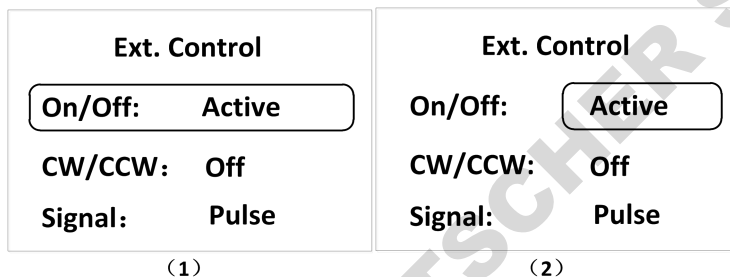 Ext. Control
On/Off: Active
CW/CCW： Off
Signal： Pulse
（1）
Ext. Control
On/Off: Active
CW/CCW: Off
Signal: Pulse
（2）